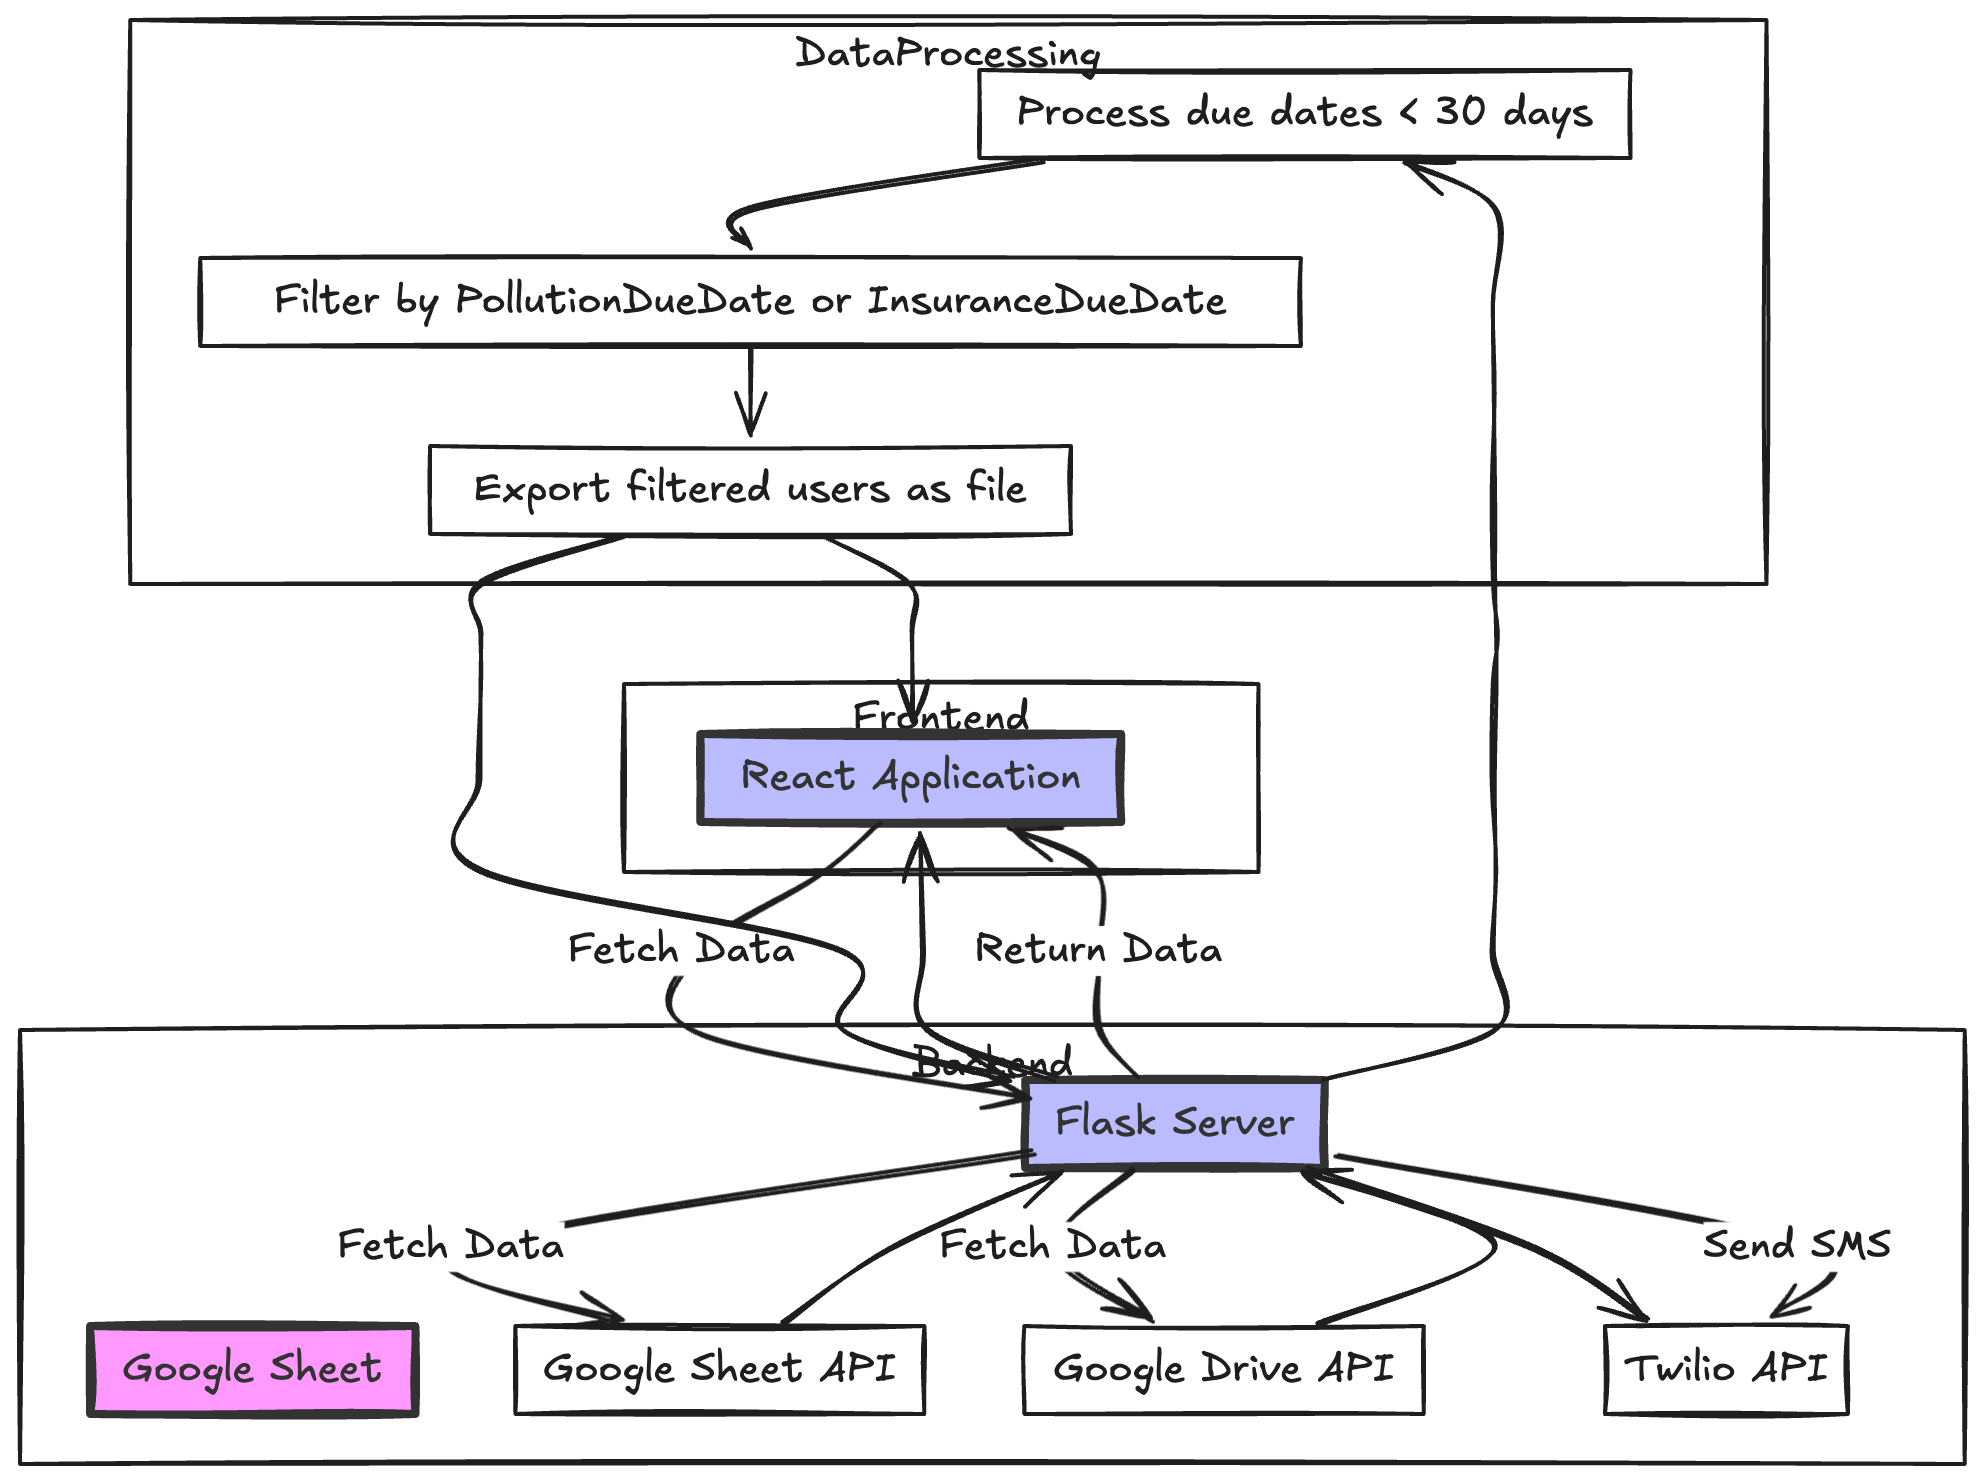 DataProcessing
Process due dates < 30 days
Filter by PollutionDueDate or InsuranceDueDate
Export filtered users as file
Frontend
React Application
Fetch Data
Return Data
Backend
Flask Server
Fetch Data
Fetch Data
Send SMS
Google Sheet
Google Sheet API
Google Drive API
Twilio API